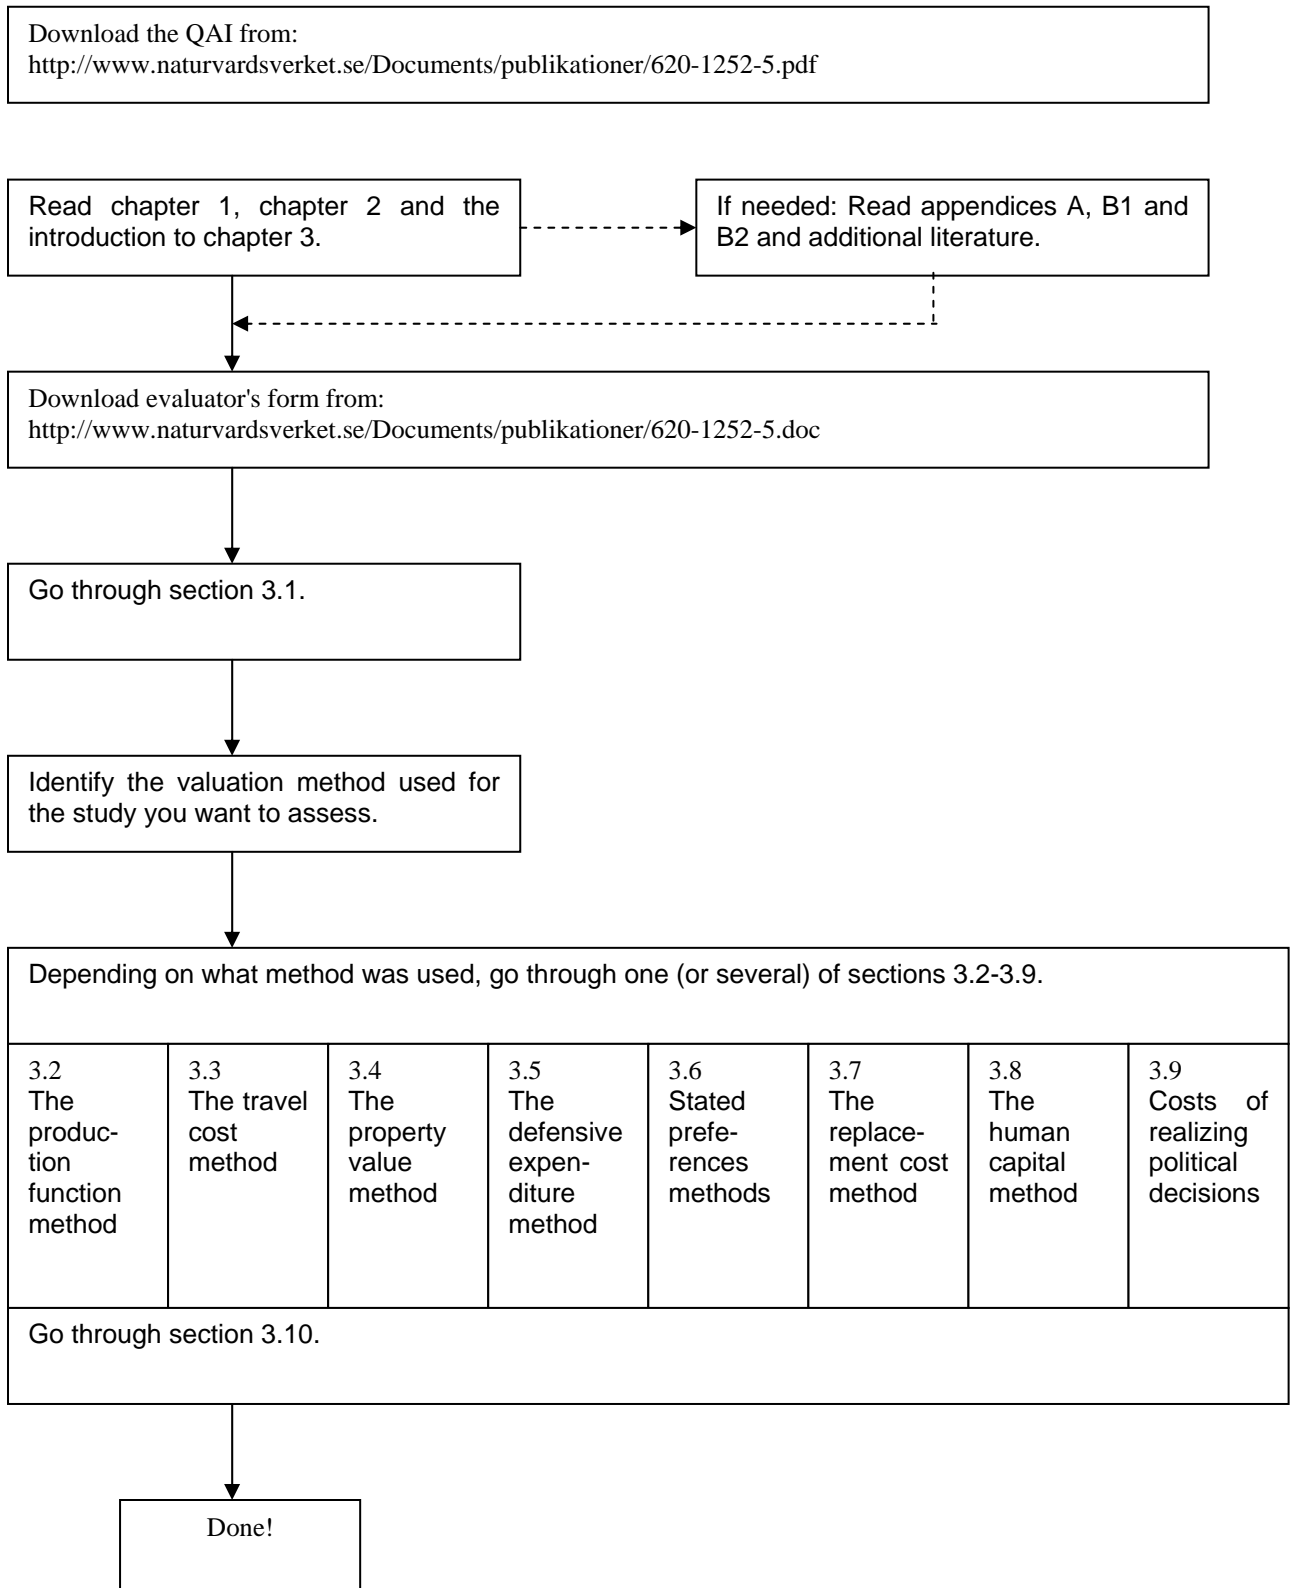 Download the QAI from:
http://www.naturvardsverket.se/Documents/publikationer/620-1252-5.pdf
Read chapter 1, chapter 2 and the
introduction to chapter 3.
If needed: Read appendices A, B1 and
B2 and additional literature.
Download evaluator's form from:
http://www.naturvardsverket.se/Documents/publikationer/620-1252-5.doc
Go through section 3.1.
Identify the valuation method used for
the study you want to assess.
Depending on what method was used, go through one (or several) of sections 3.2-3.9.
3.2
The
produc-
tion
function
method
3.3
The travel
cost
method
3.4
The
property
value
method
3.5
The
defensive
expen-
diture
method
3.6
Stated
prefe-
rences
methods
3.7
The
replace-
ment cost
method
3.8
The
human
capital
method
3.9
Costs of
realizing
political
decisions
Go through section 3.10.
Done!